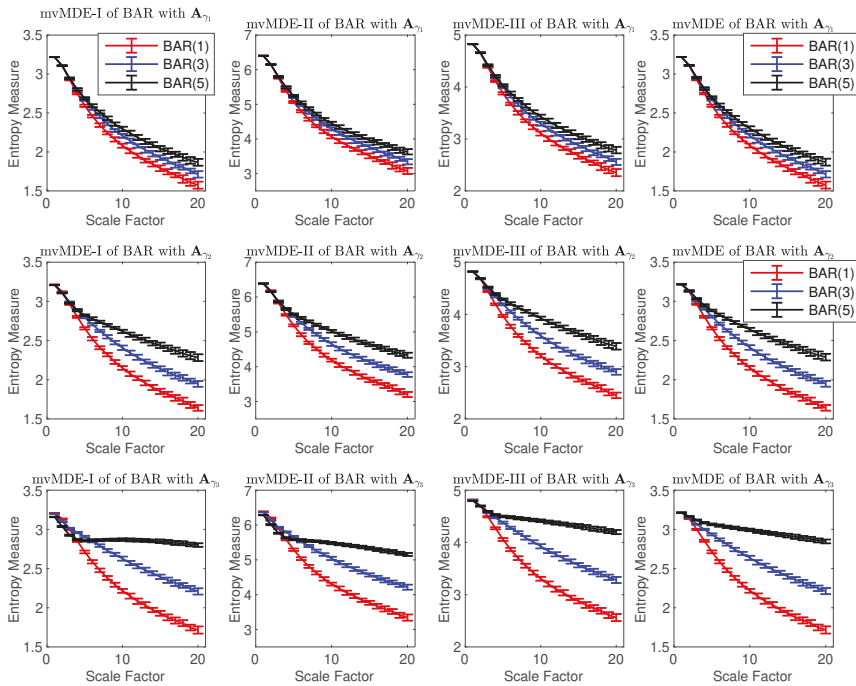 mvMDE-I of BAR with A_γ1
3.5
3
2.5
2
1.5
0
10
20
Entropy Measure
Scale Factor
BAR(1)
BAR(3)
BAR(5)
mvMDE-II of BAR with A_γ1
7
6
5
4
3
0
10
20
Entropy Measure
Scale Factor
mvMDE-III of BAR with A_γ1
5
4
3
2
0
10
20
Entropy Measure
Scale Factor
mvMDE of BAR with A_γ1
3.5
3
2.5
2
1.5
0
10
20
Entropy Measure
Scale Factor
BAR(1)
BAR(3)
BAR(5)
mvMDE-I of BAR with A_γ2
3.5
3
2.5
2
1.5
0
10
20
Entropy Measure
Scale Factor
mvMDE-II of BAR with A_γ2
7
6
5
4
3
0
10
20
Entropy Measure
Scale Factor
mvMDE-III of BAR with A_γ2
5
4
3
2
0
10
20
Entropy Measure
Scale Factor
mvMDE of BAR with A_γ2
3.5
3
2.5
2
1.5
0
10
20
Entropy Measure
Scale Factor
BAR(1)
BAR(3)
BAR(5)
mvMDE-I of of BAR with A_γ3
3.5
3
2.5
2
1.5
0
10
20
Entropy Measure
Scale Factor
mvMDE-II of BAR with A_γ3
7
6
5
4
3
0
10
20
Entropy Measure
Scale Factor
mvMDE-III of BAR with A_γ3
5
4
3
2
0
10
20
Entropy Measure
Scale Factor
mvMDE of BAR with A_γ3
3.5
3
2.5
2
1.5
0
10
20
Entropy Measure
Scale Factor